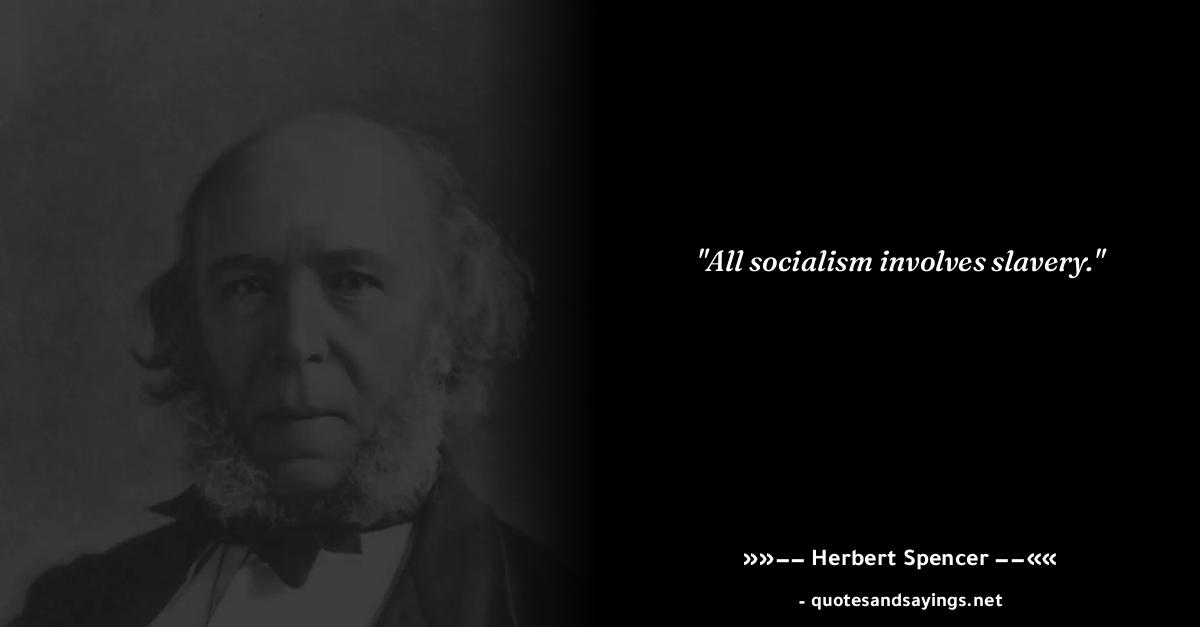 "All socialism involves slavery."
»»−− Herbert Spencer −−««
- quotesandsayings.net